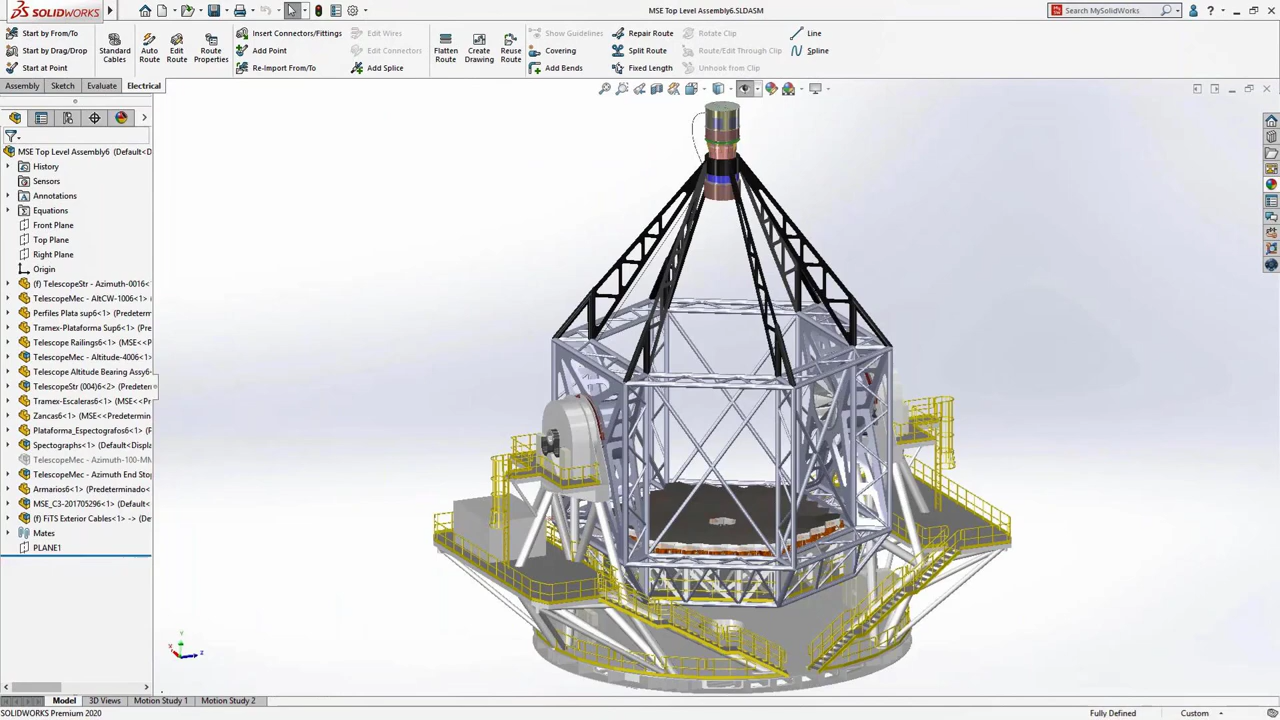 SOLIDWORKS
MSE Top Level Assembly6.SLDASM
Search MySolidWorks
Start by From/To
Start by Drag/Drop
Start at Point
Standard Cables
Auto Route
Edit Route
Route Properties
Insert Connectors/Fittings
Add Point
Re-Import From/To
Edit Wires
Edit Connectors
Add Splice
Flatten Route
Create Drawing
Reuse Route
Show Guidelines
Covering
Add Bends
Repair Route
Split Route
Fixed Length
Rotate Clip
Route/Edit Through Clip
Unhook from Clip
Line
Spline
Assembly
Sketch
Evaluate
Electrical
MSE Top Level Assembly6 (Default<D
History
Sensors
Annotations
Equations
Front Plane
Top Plane
Right Plane
Origin
(f) TelescopeStr - Azimuth-0016<
TelescopeMec - AltCW-1006<1>
Perfiles Plata sup6<1> (MSE<Pred
Tramex-Plataforma Sup6<1> (Pre
Telescope Railings6<1> (MSE<<P
TelescopeMec - Altitude-4006<1>
Telescope Altitude Bearing Assy6<
TelescopeStr (004)6<2> (Predeterr
Tramex-Escaleras6<1> (MSE<<Pr
Zancas6<1> (MSE<<Predetermin
Plataforma_Espectografos6<1> (F
Spectographs<1> (Default<Displa
TelescopeMec - Azimuth-100-MM
TelescopeMec - Azimuth End Stop
Armarios6<1> (Predeterminado<
MSE_C3-201705296<1> (Default
(f) FiTS Exterior Cables<1> -> (De
Mates
PLANE1
Y
X
Z
Model
3D Views
Motion Study 1
Motion Study 2
SOLIDWORKS Premium 2020
Fully Defined
Custom